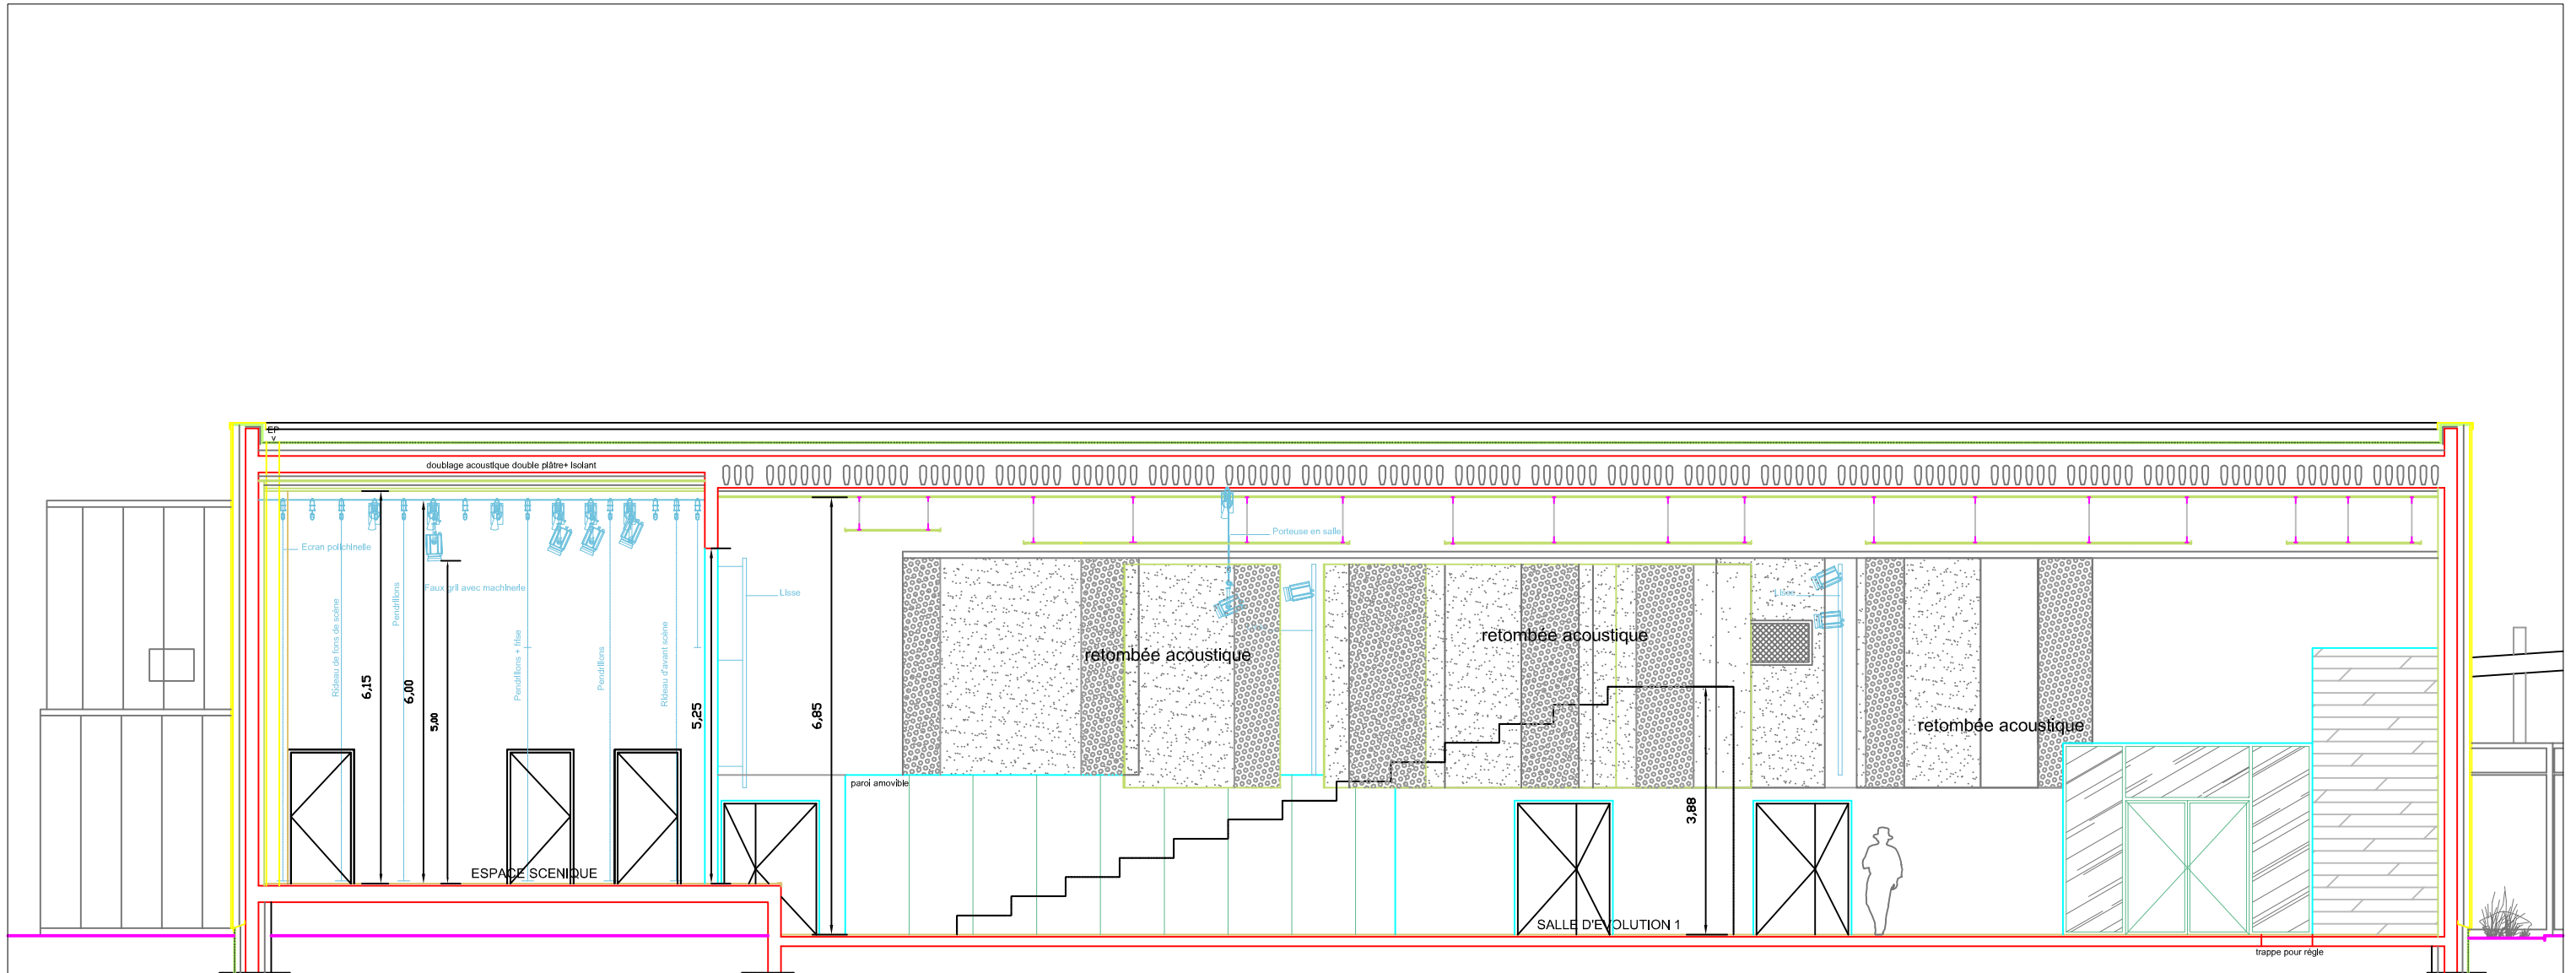 EP
v
doublage acoustique double plâtre+ isolant
Ecran polichinelle
Porteuse en salle
Faux gril avec machinerie
Pendrillons
Rideau de fons de scène
Pendrillons + frise
Pendrillons
Rideau d'avant scène
Lisse
Lisse
retombée acoustique
retombée acoustique
retombée acoustique
6,15
6,00
5,00
5,25
6,85
3,88
paroi amovible
ESPACE SCENIQUE
SALLE D'EVOLUTION 1
trappe pour règle